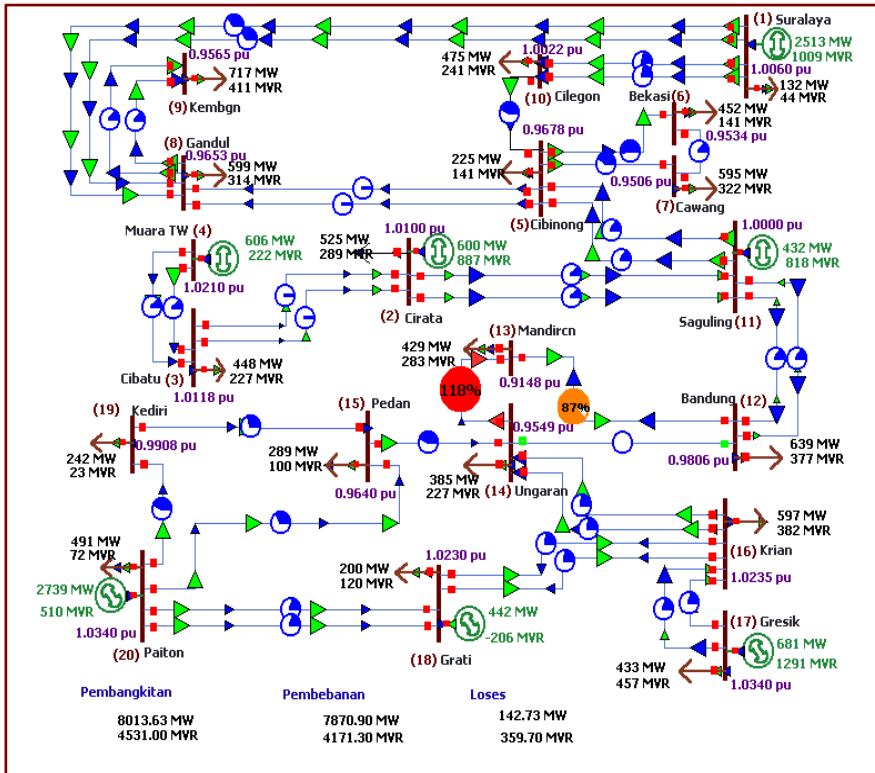 (1) Suralaya
2513 MW
1009 MVR
1.0060 pu
132 MW
44 MVR
0.9565 pu
717 MW
411 MVR
(9) Kembgn
1.0022 pu
475 MW
241 MVR
(10) Cilegon
Bekasi (6)
452 MW
141 MVR
0.9534 pu
(8) Gandul
0.9653 pu
599 MW
314 MVR
0.9678 pu
225 MW
141 MVR
(5) Cibinong
0.9506 pu
595 MW
322 MVR
(7) Cawang
Muara TW (4)
606 MW
222 MVR
1.0210 pu
1.0100 pu
525 MW
289 MVR
600 MW
887 MVR
(2) Cirata
1.0000 pu
432 MW
818 MVR
Saguling (11)
Cibatu (3)
448 MW
227 MVR
1.0118 pu
(13) Mandircn
429 MW
283 MVR
0.9148 pu
118%
87%
(19) Kediri
0.9908 pu
242 MW
23 MVR
(15) Pedan
289 MW
100 MVR
0.9640 pu
0.9549 pu
385 MW
227 MVR
(14) Ungaran
Bandung (12)
0.9806 pu
639 MW
377 MVR
597 MW
382 MVR
(16) Krian
1.0235 pu
491 MW
72 MVR
2739 MW
510 MVR
1.0340 pu
(20) Paiton
1.0230 pu
200 MW
120 MVR
442 MW
-206 MVR
(18) Grati
(17) Gresik
681 MW
1291 MVR
433 MW
457 MVR
1.0340 pu
Pembangkitan
8013.63 MW
4531.00 MVR
Pembebanan
7870.90 MW
4171.30 MVR
Loses
142.73 MW
359.70 MVR